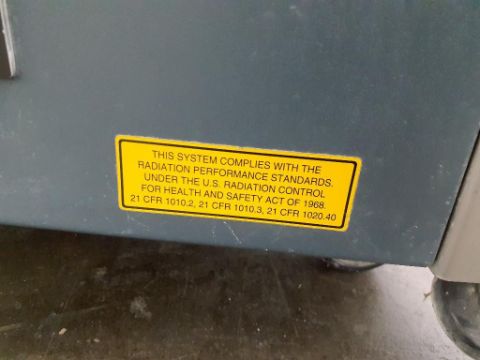 THIS SYSTEM COMPLIES WITH THE
RADIATION PERFORMANCE STANDARDS.
UNDER THE U.S. RADIATION CONTROL
FOR HEALTH AND SAFETY ACT OF 1968.
21 CFR 1010.2, 21 CFR 1010.3, 21 CFR 1020.40